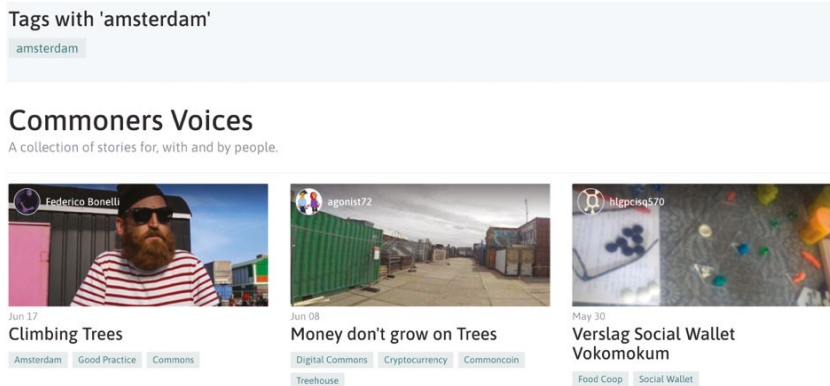 Tags with 'amsterdam'
amsterdam
Commoners Voices
A collection of stories for, with and by people.
Federico Bonelli
Jun 17
Climbing Trees
Amsterdam Good Practice Commons
agonist72
Jun 08
Money don't grow on Trees
Digital Commons Cryptocurrency Commoncoin
Treehouse
hlgpcisq570
May 30
Verslag Social Wallet
Vokomokum
Food Coop Social Wallet